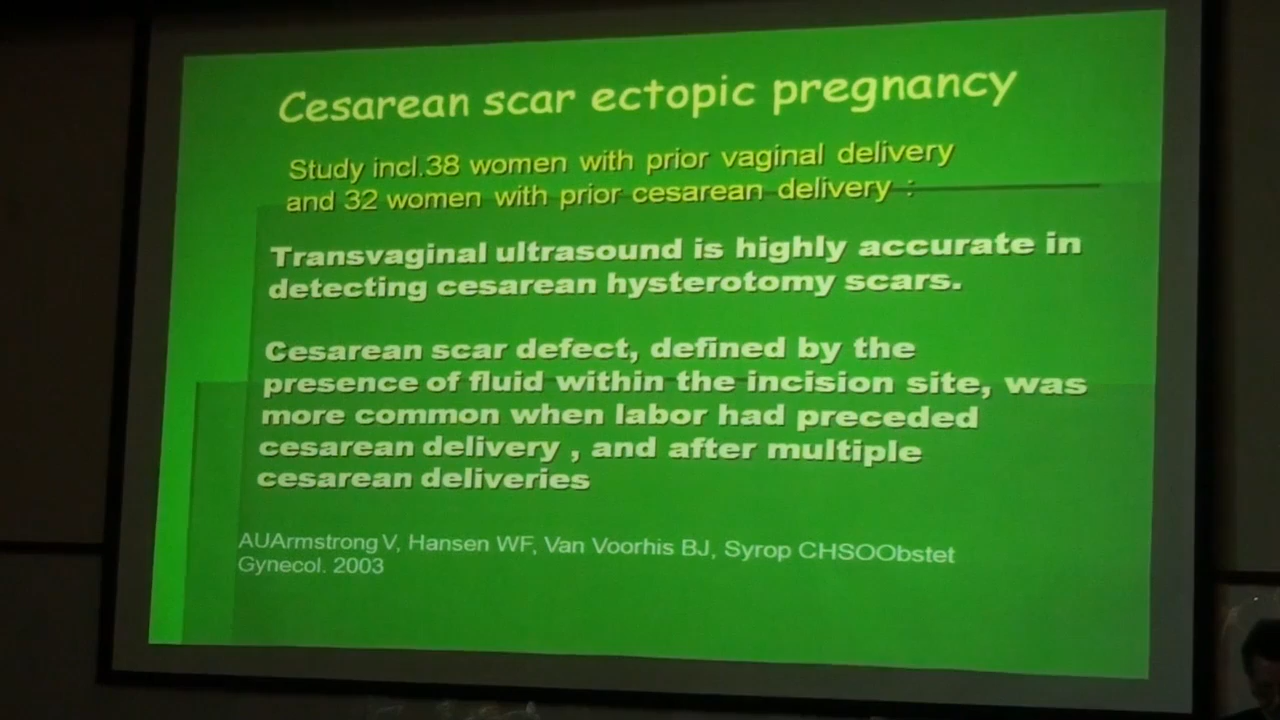 Cesarean scar ectopic pregnancy
Study incl.38 women with prior vaginal delivery
and 32 women with prior cesarean delivery :
Transvaginal ultrasound is highly accurate in
detecting cesarean hysterotomy scars.
Cesarean scar defect, defined by the
presence of fluid within the incision site, was
more common when labor had preceded
cesarean delivery , and after multiple
cesarean deliveries
AUArmstrong V, Hansen WF, Van Voorhis BJ, Syrop CHSOObstet
Gynecol. 2003